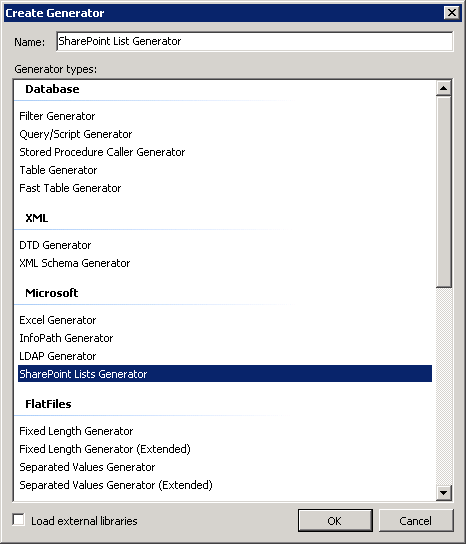 Create Generator
Name: SharePoint List Generator
Generator types:
Database
Filter Generator
Query/Script Generator
Stored Procedure Caller Generator
Table Generator
Fast Table Generator
XML
DTD Generator
XML Schema Generator
Microsoft
Excel Generator
InfoPath Generator
LDAP Generator
SharePoint Lists Generator
FlatFiles
Fixed Length Generator
Fixed Length Generator (Extended)
Separated Values Generator
Separated Values Generator (Extended)
Load external libraries OK Cancel